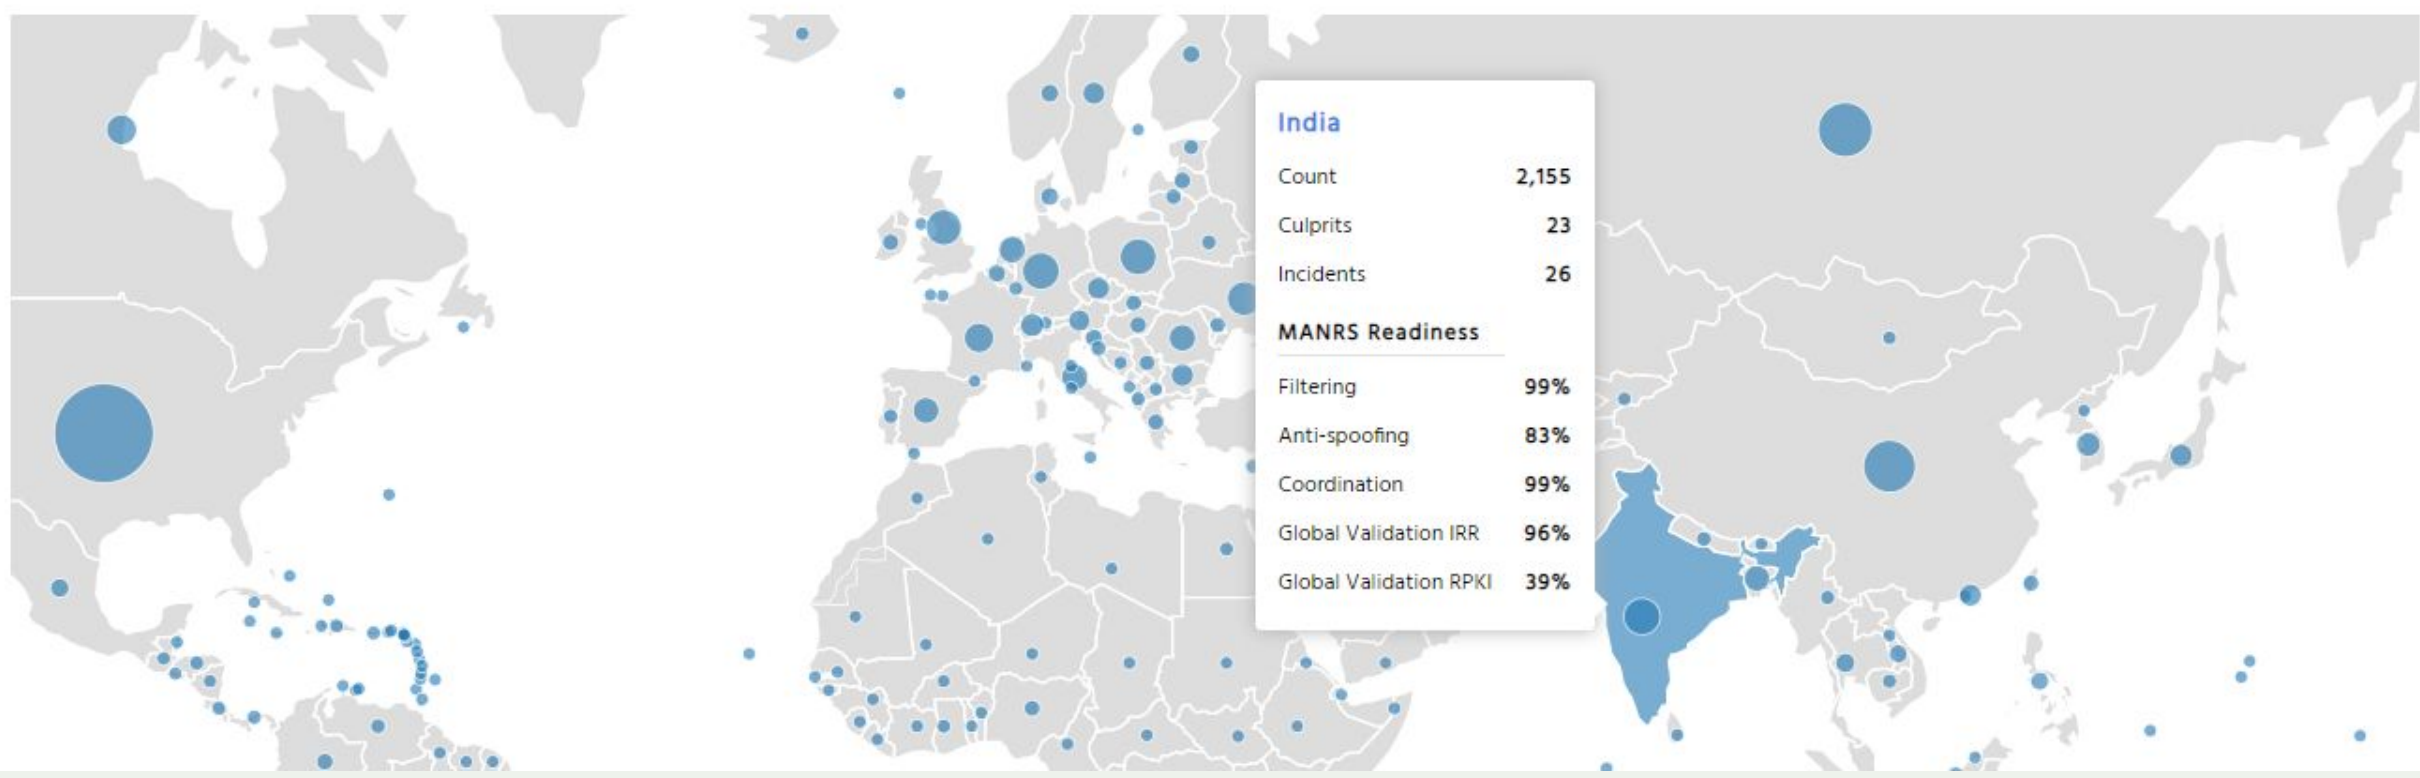 India
Count 2,155
Culprits 23
Incidents 26
MANRS Readiness
Filtering 99%
Anti-spoofing 83%
Coordination 99%
Global Validation IRR 96%
Global Validation RPKI 39%